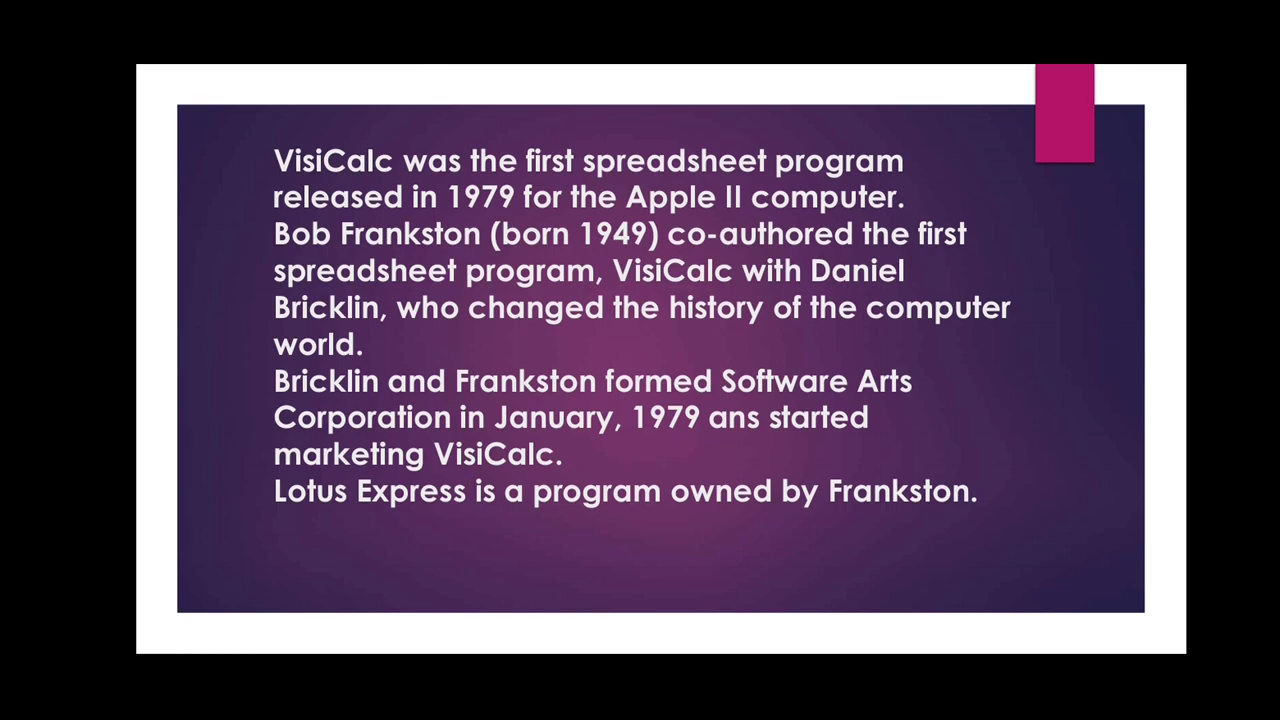 VisiCalc was the first spreadsheet program
released in 1979 for the Apple II computer.
Bob Frankston (born 1949) co-authored the first
spreadsheet program, VisiCalc with Daniel
Bricklin, who changed the history of the computer
world.
Bricklin and Frankston formed Software Arts
Corporation in January, 1979 ans started
marketing VisiCalc.
Lotus Express is a program owned by Frankston.